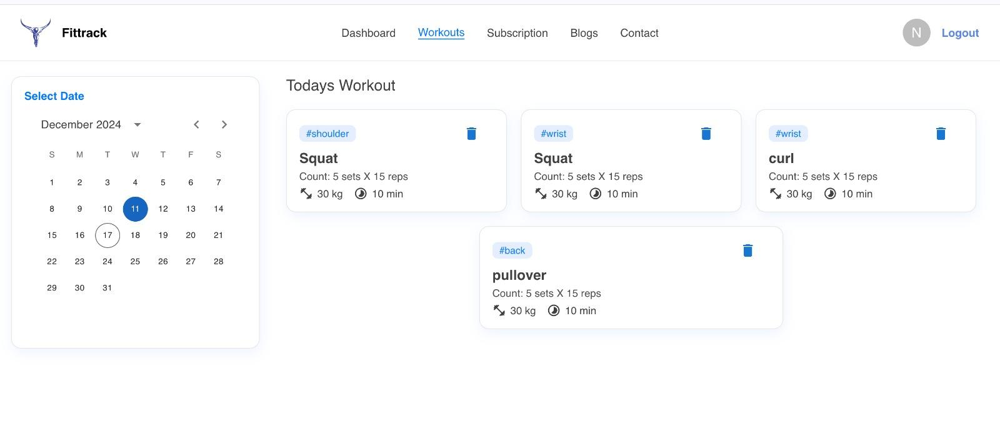 Fittrack
Dashboard Workouts Subscription Blogs Contact
N Logout
Select Date
December 2024
S M T W T F S
1 2 3 4 5 6 7
8 9 10 11 12 13 14
15 16 17 18 19 20 21
22 23 24 25 26 27 28
29 30 31
Todays Workout
#shoulder
Squat
Count: 5 sets X 15 reps
30 kg 10 min
#wrist
Squat
Count: 5 sets X 15 reps
30 kg 10 min
#wrist
curl
Count: 5 sets X 15 reps
30 kg 10 min
#back
pullover
Count: 5 sets X 15 reps
30 kg 10 min